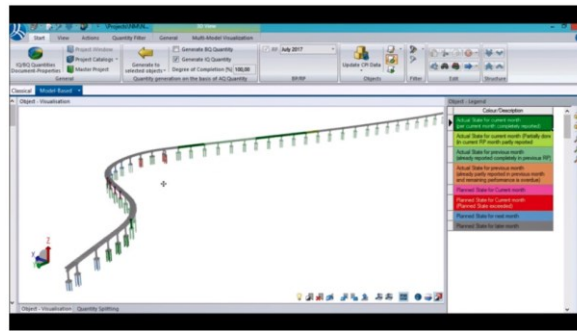 \Projects\NMUN...
3D View
Start View Actions Quantity Filter General Multi-Model Visualization
IQ/BQ Quantities
Document-Properties
Project-Window
Project Catalogs
Master-Project
General
Generate to
selected objects
Generate BQ Quantity
Generate IQ Quantity
Degree of Completion [%] 100,00
Quantity generation on the basis of AQ Quantity
RP July 2017
BP/RP
Update CPI Data
Objects
Filter
Edit
Structure
Classical Model Based
Object - Visualisation
Object - Legend
Colour/Description
Actual State for current month
(per current month completely reported)
Actual State for current month (Partially done
in current RP month partly reported
Actual State for previous month
(already reported completely in previous RP)
Actual State for previous month
(already partly reported in previous month
and remaining performance is overdue)
Planned State for Current month
Planned State for Current month
(Planned State exceeded)
Planned State for next month
Planned State for later month
Z
Y
Object - Visualisation Quantity Splitting